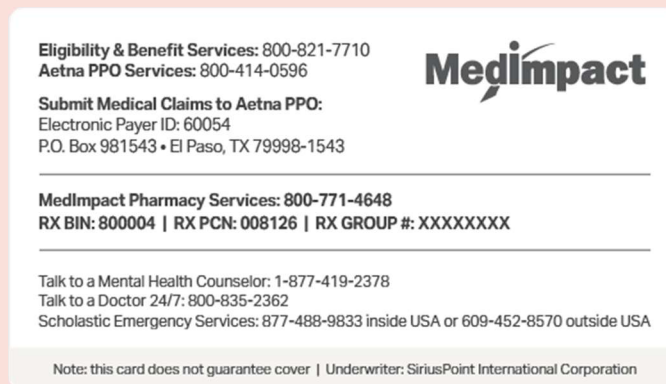 Eligibility & Benefit Services: 800-821-7710
Aetna PPO Services: 800-414-0596
MedImpact
Submit Medical Claims to Aetna PPO:
Electronic Payer ID: 60054
P.O. Box 981543 • El Paso, TX 79998-1543
MedImpact Pharmacy Services: 800-771-4648
RX BIN: 800004 | RX PCN: 008126 | RX GROUP #: XXXXXXXX
Talk to a Mental Health Counselor: 1-877-419-2378
Talk to a Doctor 24/7: 800-835-2362
Scholastic Emergency Services: 877-488-9833 inside USA or 609-452-8570 outside USA
Note: this card does not guarantee cover | Underwriter: SiriusPoint International Corporation